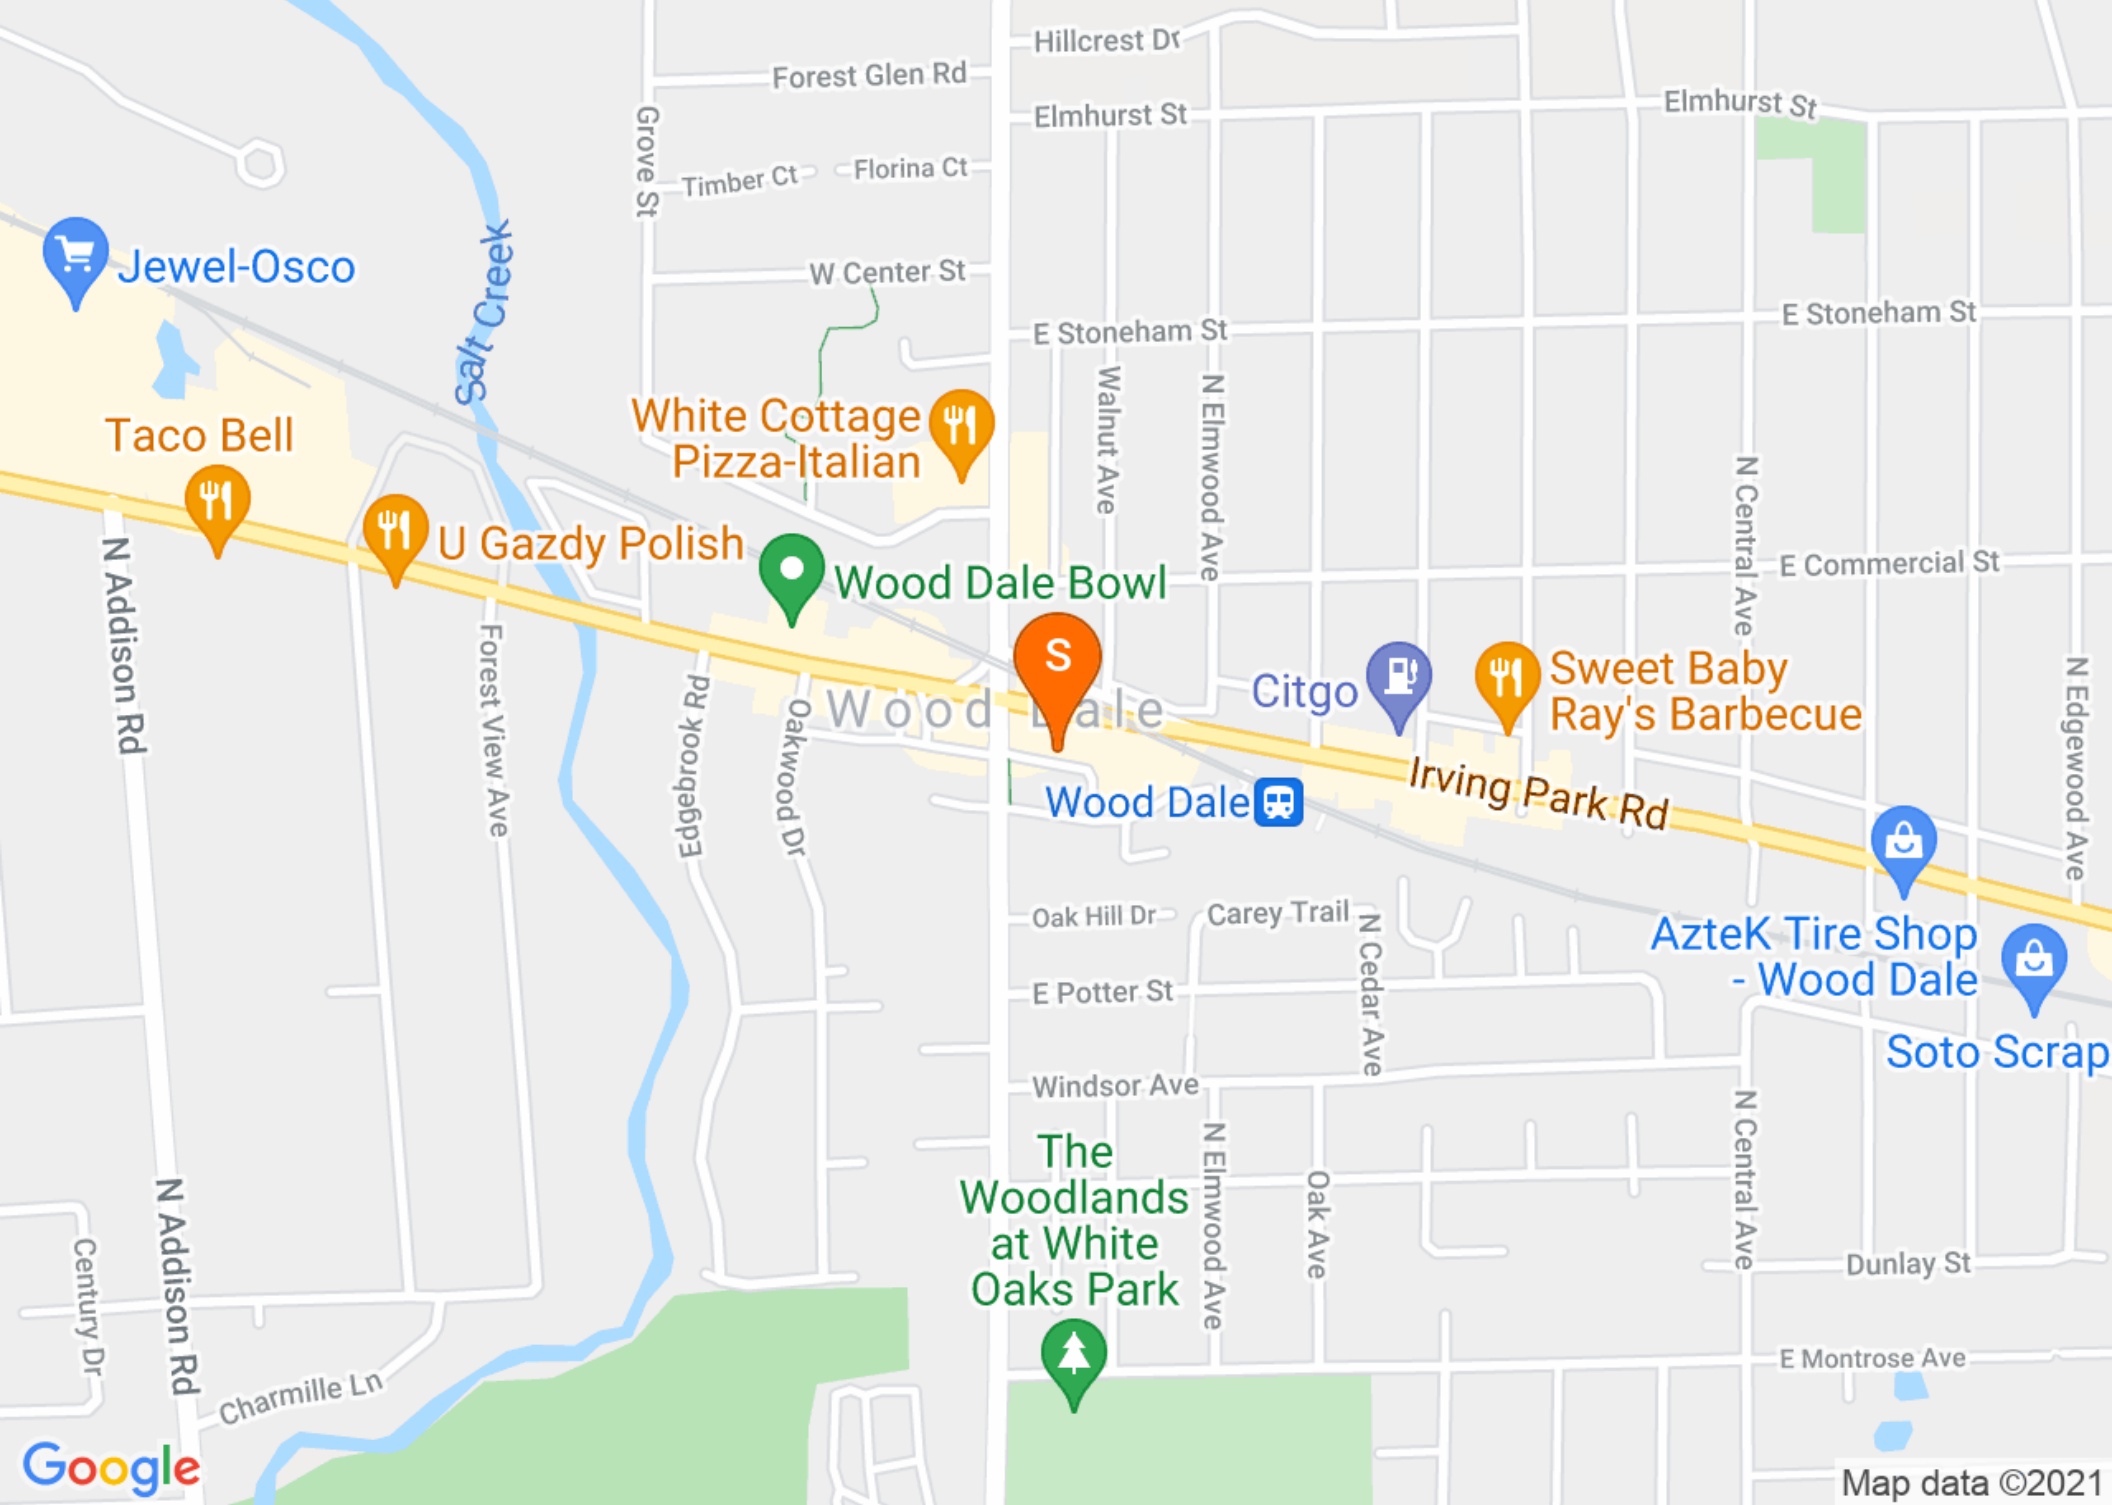 Hillcrest Dr
Forest Glen Rd
Elmhurst St
Elmhurst St
Grove St
Timber Ct
Florina Ct
Salt Creek
Jewel-Osco
W Center St
E Stoneham St
E Stoneham St
Walnut Ave
N Elmwood Ave
White Cottage
Pizza-Italian
Taco Bell
N Central Ave
U Gazdy Polish
Wood Dale Bowl
E Commercial St
N Addison Rd
Forest View Ave
Edgebrook Rd
Oakwood Dr
S
Wood Dale
Citgo
Sweet Baby
Ray's Barbecue
N Edgewood Ave
Irving Park Rd
Wood Dale
Oak Hill Dr
Carey Trail
N Cedar Ave
AzteK Tire Shop
- Wood Dale
E Potter St
Soto Scrap
Windsor Ave
The
Woodlands
at White
Oaks Park
N Elmwood Ave
Oak Ave
N Central Ave
N Addison Rd
Century Dr
Dunlay St
E Montrose Ave
Charmille Ln
Google
Map data ©2021